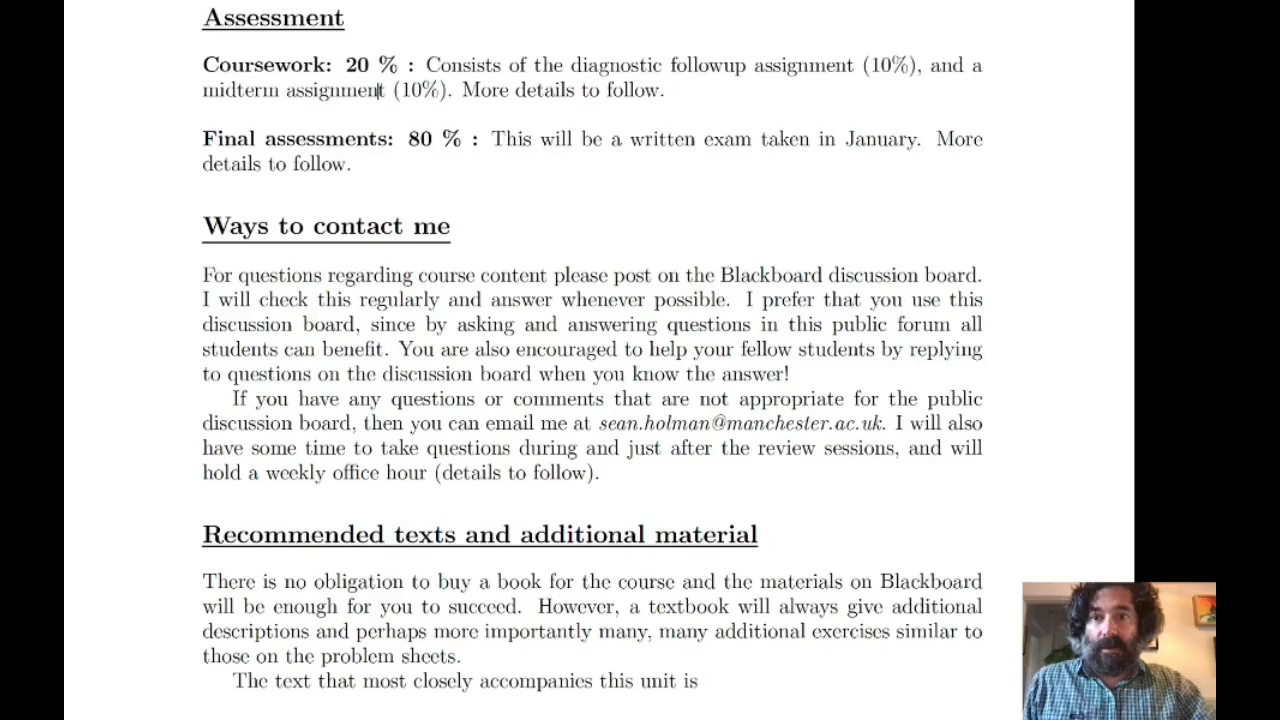 Assessment
Coursework: 20 % : Consists of the diagnostic followup assignment (10%), and a
midterm assignment (10%). More details to follow.
Final assessments: 80 % : This will be a written exam taken in January. More
details to follow.
Ways to contact me
For questions regarding course content please post on the Blackboard discussion board.
I will check this regularly and answer whenever possible. I prefer that you use this
discussion board, since by asking and answering questions in this public forum all
students can benefit. You are also encouraged to help your fellow students by replying
to questions on the discussion board when you know the answer!
If you have any questions or comments that are not appropriate for the public
discussion board, then you can email me at sean.holman@manchester.ac.uk. I will also
have some time to take questions during and just after the review sessions, and will
hold a weekly office hour (details to follow).
Recommended texts and additional material
There is no obligation to buy a book for the course and the materials on Blackboard
will be enough for you to succeed. However, a textbook will always give additional
descriptions and perhaps more importantly many, many additional exercises similar to
those on the problem sheets.
The text that most closely accompanies this unit is